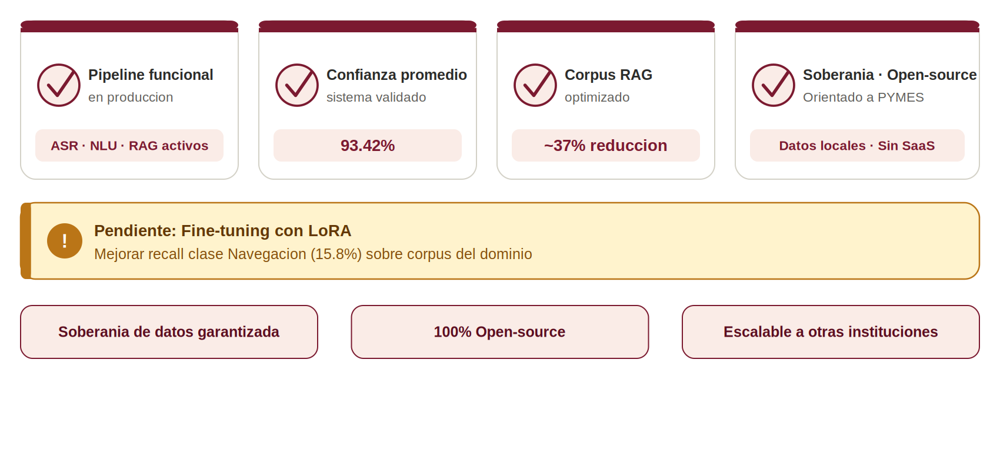 Pipeline funcional
en produccion
ASR · NLU · RAG activos
Confianza promedio
sistema validado
93.42%
Corpus RAG
optimizado
~37% reduccion
Soberania · Open-source
Orientado a PYMES
Datos locales · Sin SaaS
!
Pendiente: Fine-tuning con LoRA
Mejorar recall clase Navegacion (15.8%) sobre corpus del dominio
Soberania de datos garantizada
100% Open-source
Escalable a otras instituciones